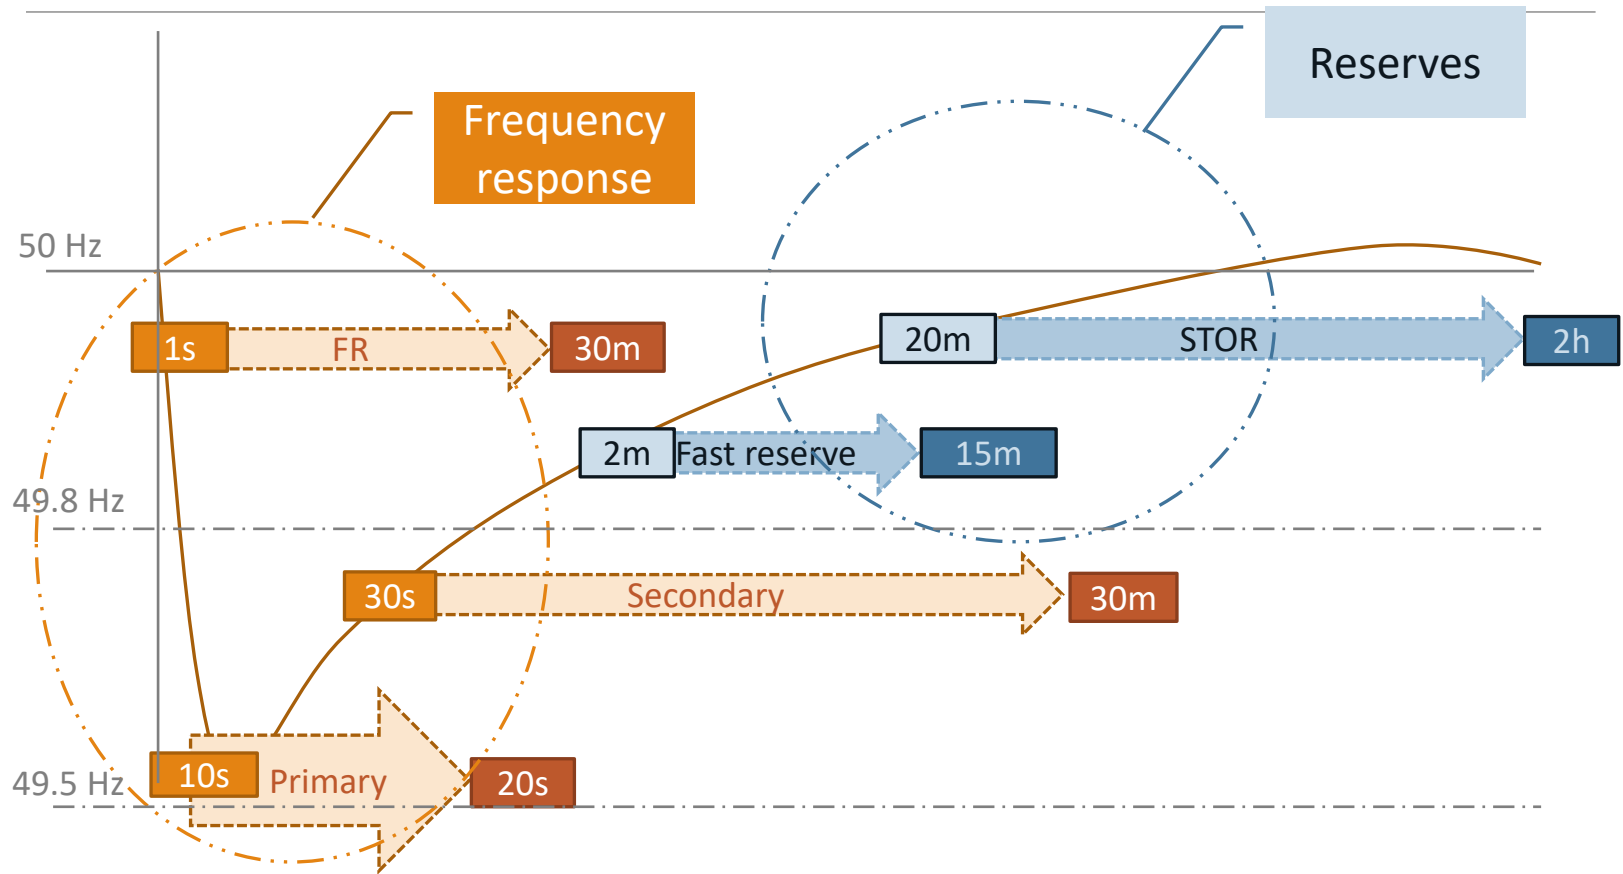 Reserves
Frequency
response
50 Hz
1s
FR
30m
20m
STOR
2h
2m
Fast reserve
15m
49.8 Hz
30s
Secondary
30m
10s
Primary
20s
49.5 Hz